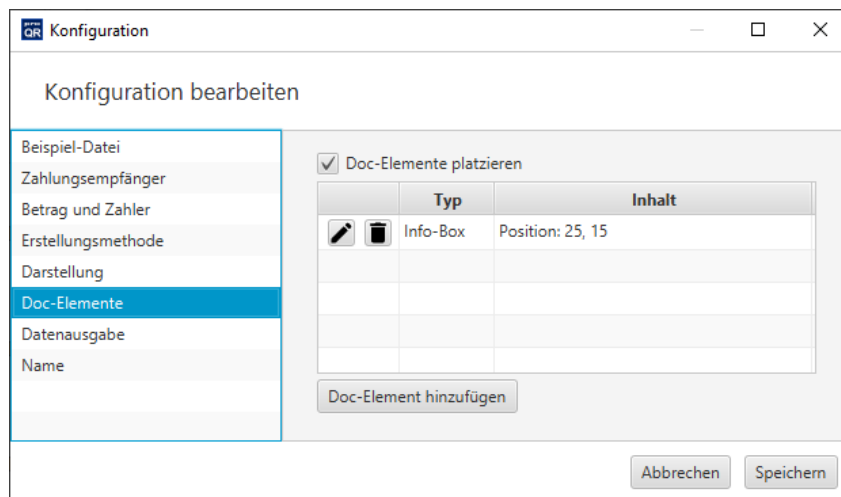 QR Konfiguration
Konfiguration bearbeiten
Beispiel-Datei
Zahlungsempfänger
Betrag und Zahler
Erstellungsmethode
Darstellung
Doc-Elemente
Datenausgabe
Name
Doc-Elemente platzieren
Typ Inhalt
Info-Box Position: 25, 15
Doc-Element hinzufügen
Abbrechen Speichern